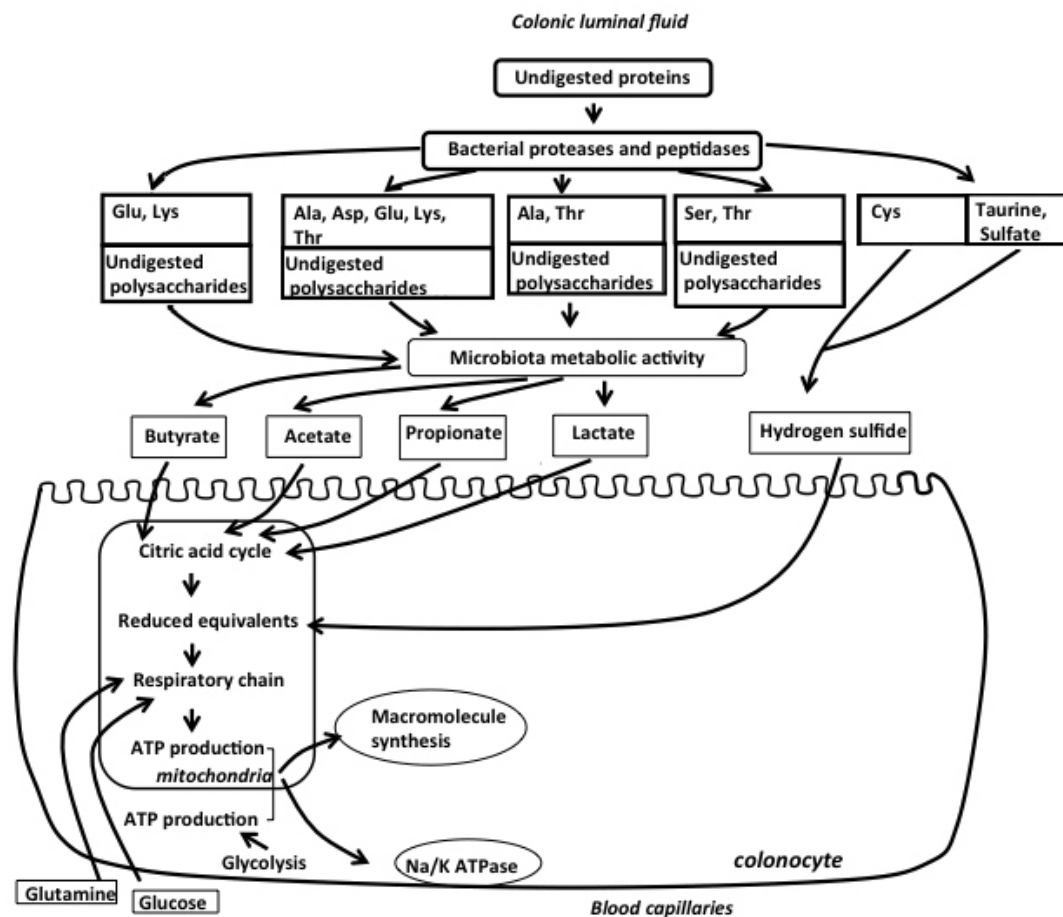 Colonic luminal fluid
Undigested proteins
Bacterial proteases and peptidases
Glu, Lys
Undigested
polysaccharides
Ala, Asp, Glu, Lys,
Thr
Undigested
polysaccharides
Ala, Thr
Undigested
polysaccharides
Ser, Thr
Undigested
polysaccharides
Cys
Taurine,
Sulfate
Microbiota metabolic activity
Butyrate
Acetate
Propionate
Lactate
Hydrogen sulfide
Citric acid cycle
Reduced equivalents
Respiratory chain
ATP production
mitochondria
Macromolecule
synthesis
ATP production
Glycolysis
Na/K ATPase
colonocyte
Glutamine
Glucose
Blood capillaries